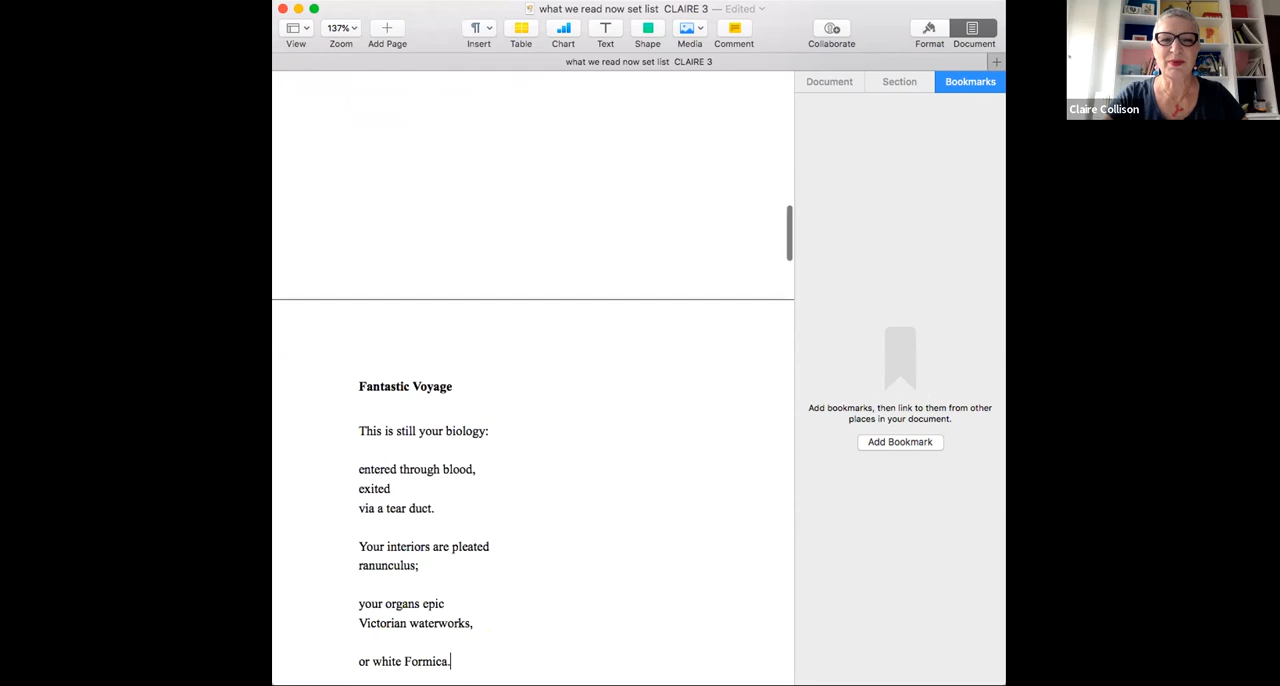 what we read now set list CLAIRE 3 — Edited
137%
View
Zoom
Add Page
Insert
Table
Chart
Text
Shape
Media
Comment
Collaborate
Format
Document
what we read now set list CLAIRE 3
Document
Section
Bookmarks
Claire Collison
Fantastic Voyage
This is still your biology:
entered through blood,
exited
via a tear duct.
Your interiors are pleated
ranunculus;
your organs epic
Victorian waterworks,
or white Formica.
Add bookmarks, then link to them from other
places in your document.
Add Bookmark